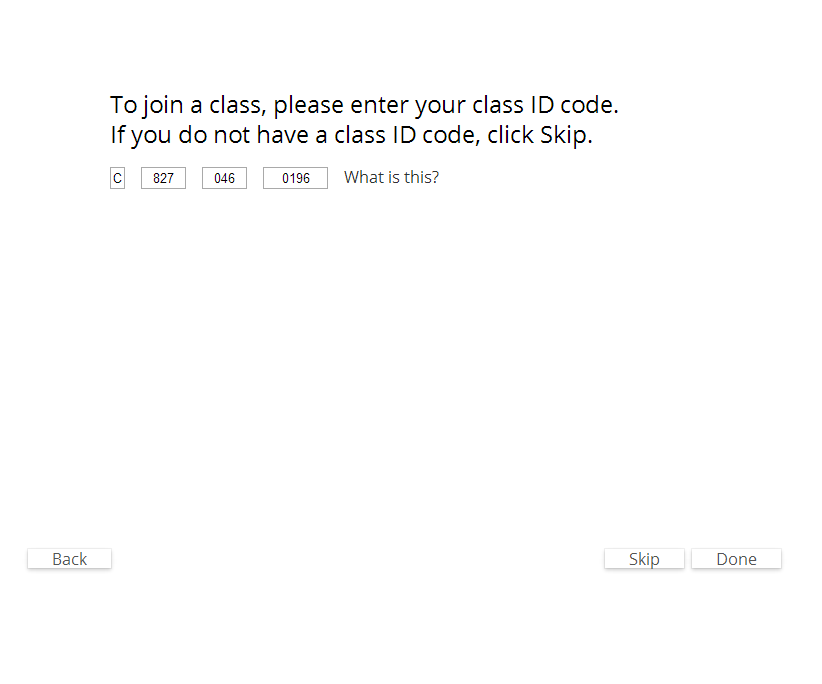 To join a class, please enter your class ID code.
If you do not have a class ID code, click Skip.
C 827 046 0196 What is this?
Back Skip Done